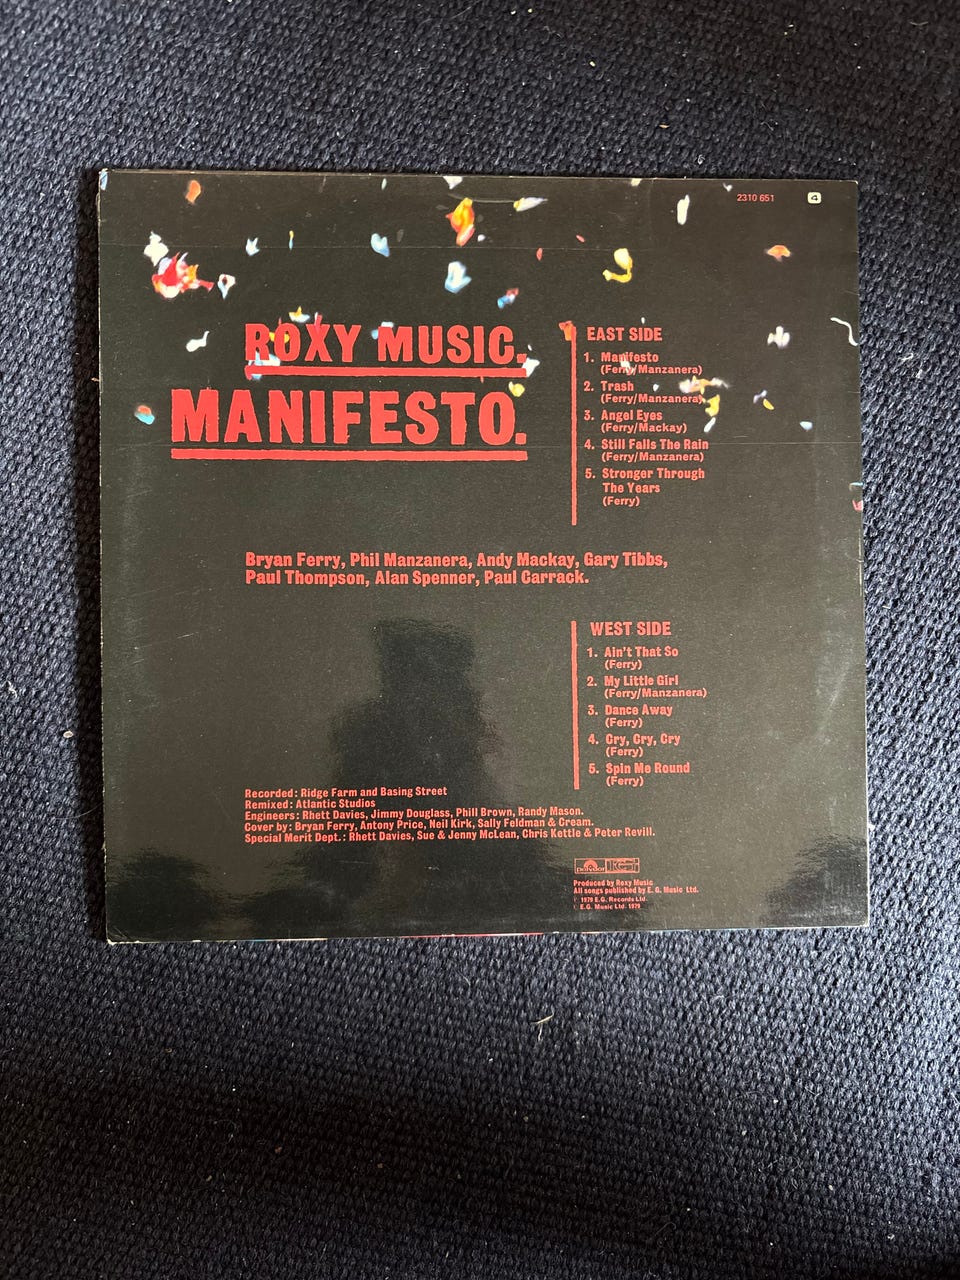 2310 651
4
ROXY MUSIC.
MANIFESTO.
EAST SIDE
1. Manifesto
(Ferry/Manzanera)
2. Trash
(Ferry/Manzanera)
3. Angel Eyes
(Ferry/Mackay)
4. Still Falls The Rain
(Ferry/Manzanera)
5. Stronger Through
The Years
(Ferry)
Bryan Ferry, Phil Manzanera, Andy Mackay, Gary Tibbs,
Paul Thompson, Alan Spenner, Paul Carrack.
WEST SIDE
1. Ain't That So
(Ferry)
2. My Little Girl
(Ferry/Manzanera)
3. Dance Away
(Ferry)
4. Cry, Cry, Cry
(Ferry)
5. Spin Me Round
(Ferry)
Recorded: Ridge Farm and Basing Street
Remixed: Atlantic Studios
Engineers: Rhett Davies, Jimmy Douglass, Phill Brown, Randy Mason.
Cover by: Bryan Ferry, Antony Price, Neil Kirk, Sally Feldman & Cream.
Special Merit Dept.: Rhett Davies, Sue & Jenny McLean, Chris Kettle & Peter Revill.
polydor
Produced by Roxy Music
All songs published by E. G. Music Ltd.
℗ 1979 E.G. Records Ltd.
© E.G. Music Ltd. 1979